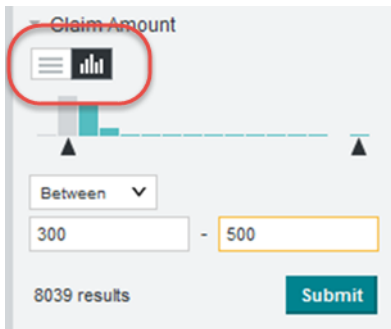 Claim Amount
Between
300 - 500
8039 results
Submit